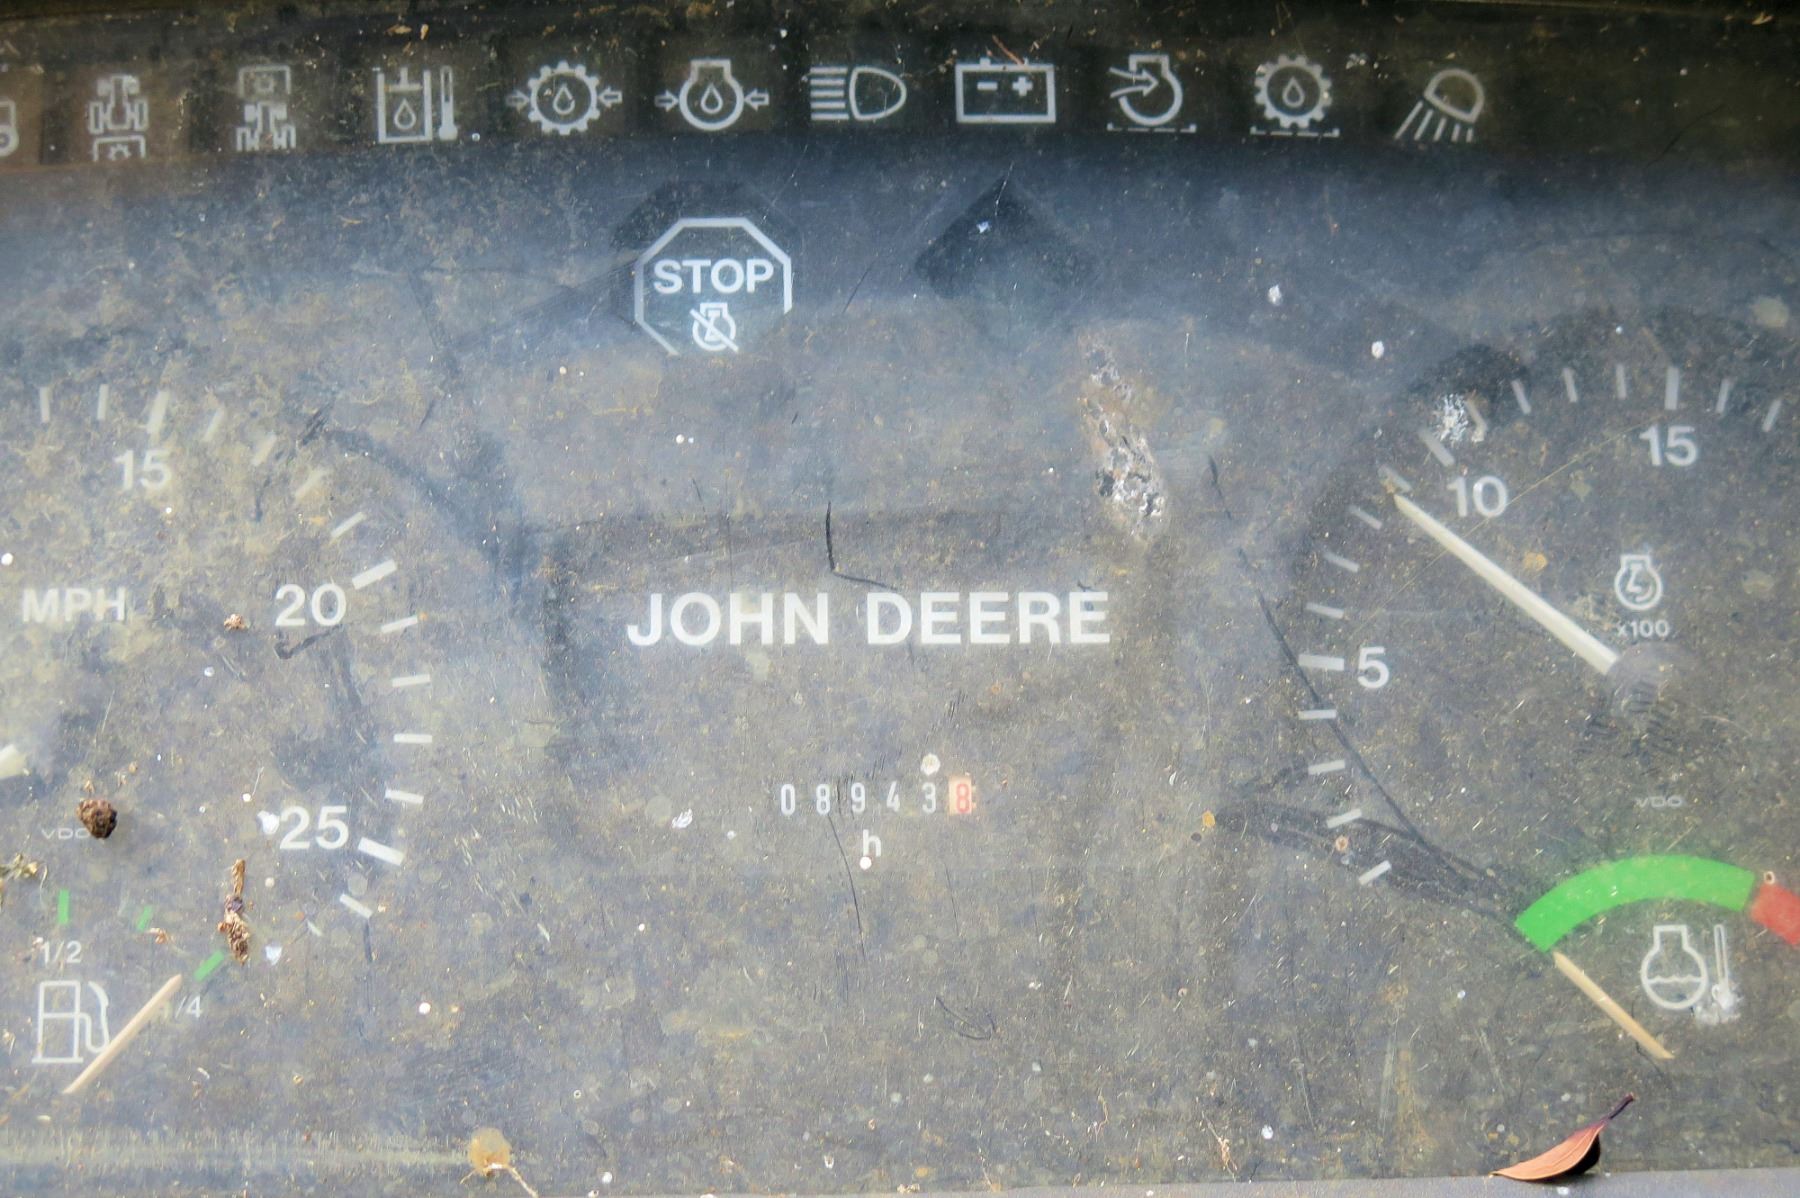 STOP
15
15
10
MPH
20
JOHN DEERE
x100
5
089438
h
VDO
25
VDO
1/2
1/4